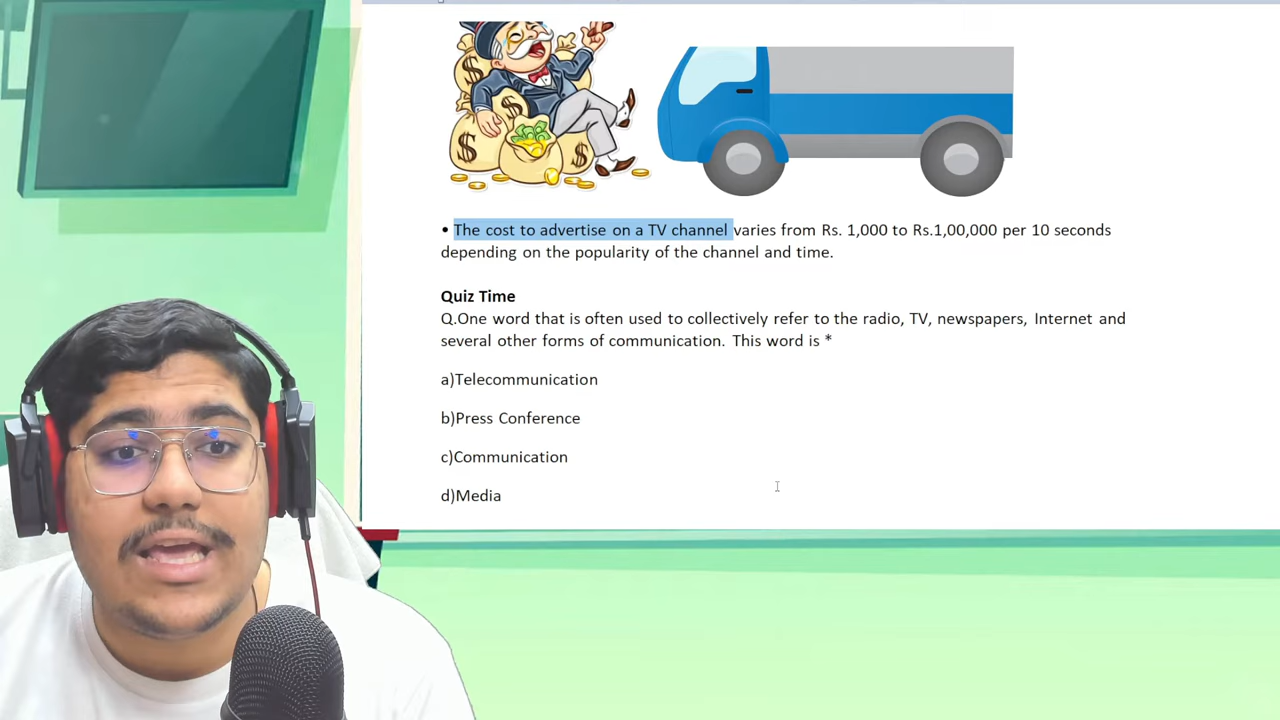 $
$
$
$
• The cost to advertise on a TV channel varies from Rs. 1,000 to Rs.1,00,000 per 10 seconds
depending on the popularity of the channel and time.
Quiz Time
Q.One word that is often used to collectively refer to the radio, TV, newspapers, Internet and
several other forms of communication. This word is *
a)Telecommunication
b)Press Conference
c)Communication
d)Media